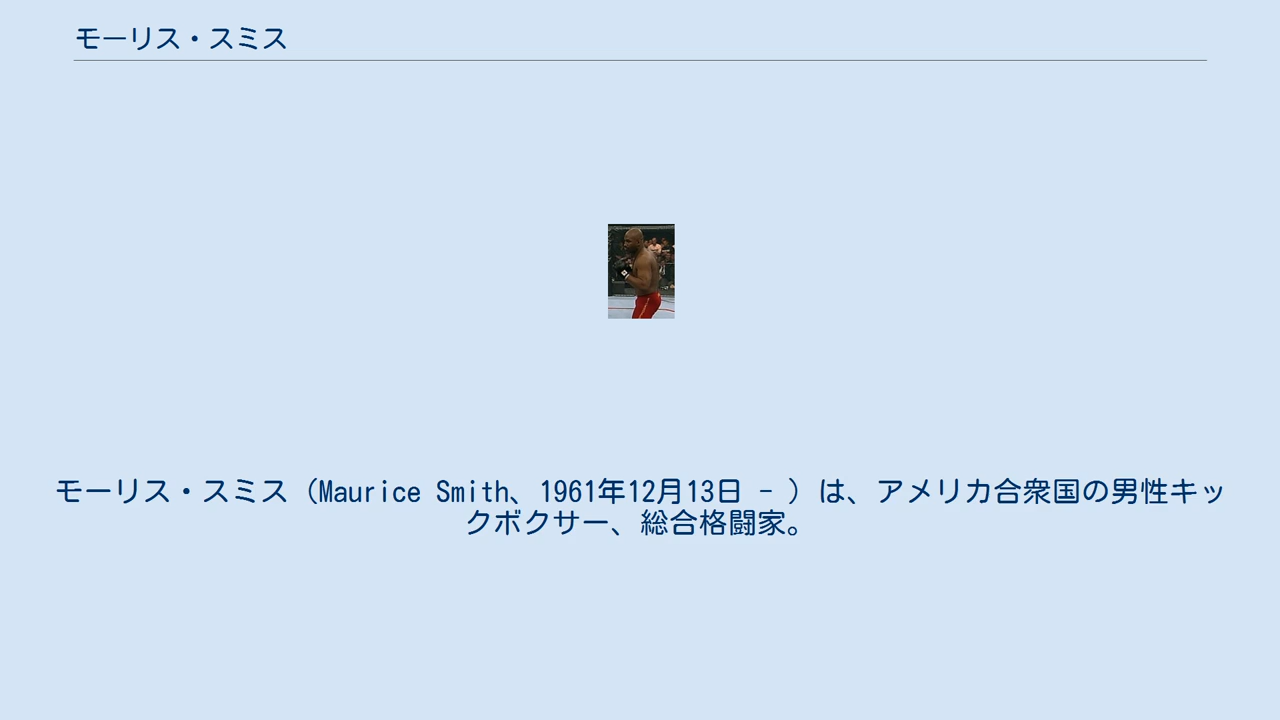 モーリス・スミス
モーリス・スミス（Maurice Smith、1961年12月13日 - ）は、アメリカ合衆国の男性キッ
クボクサー、総合格闘家。